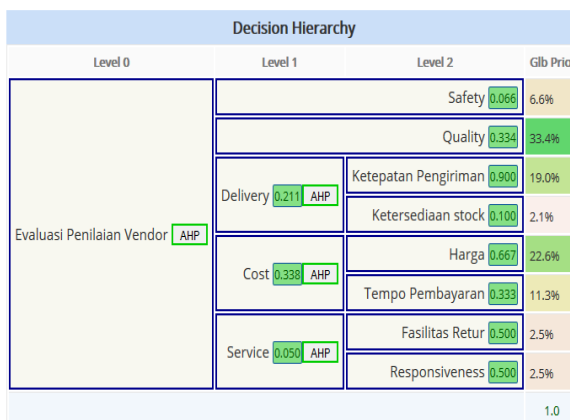 Decision Hierarchy
Level 0 Level 1 Level 2 Glb Prio
Safety 0.066 6.6%
Quality 0.334 33.4%
Ketepatan Pengiriman 0.900 19.0%
Delivery 0.211 AHP
Ketersediaan stock 0.100 2.1%
Evaluasi Penilaian Vendor AHP
Harga 0.667 22.6%
Cost 0.338 AHP
Tempo Pembayaran 0.333 11.3%
Fasilitas Retur 0.500 2.5%
Service 0.050 AHP
Responsiveness 0.500 2.5%
1.0